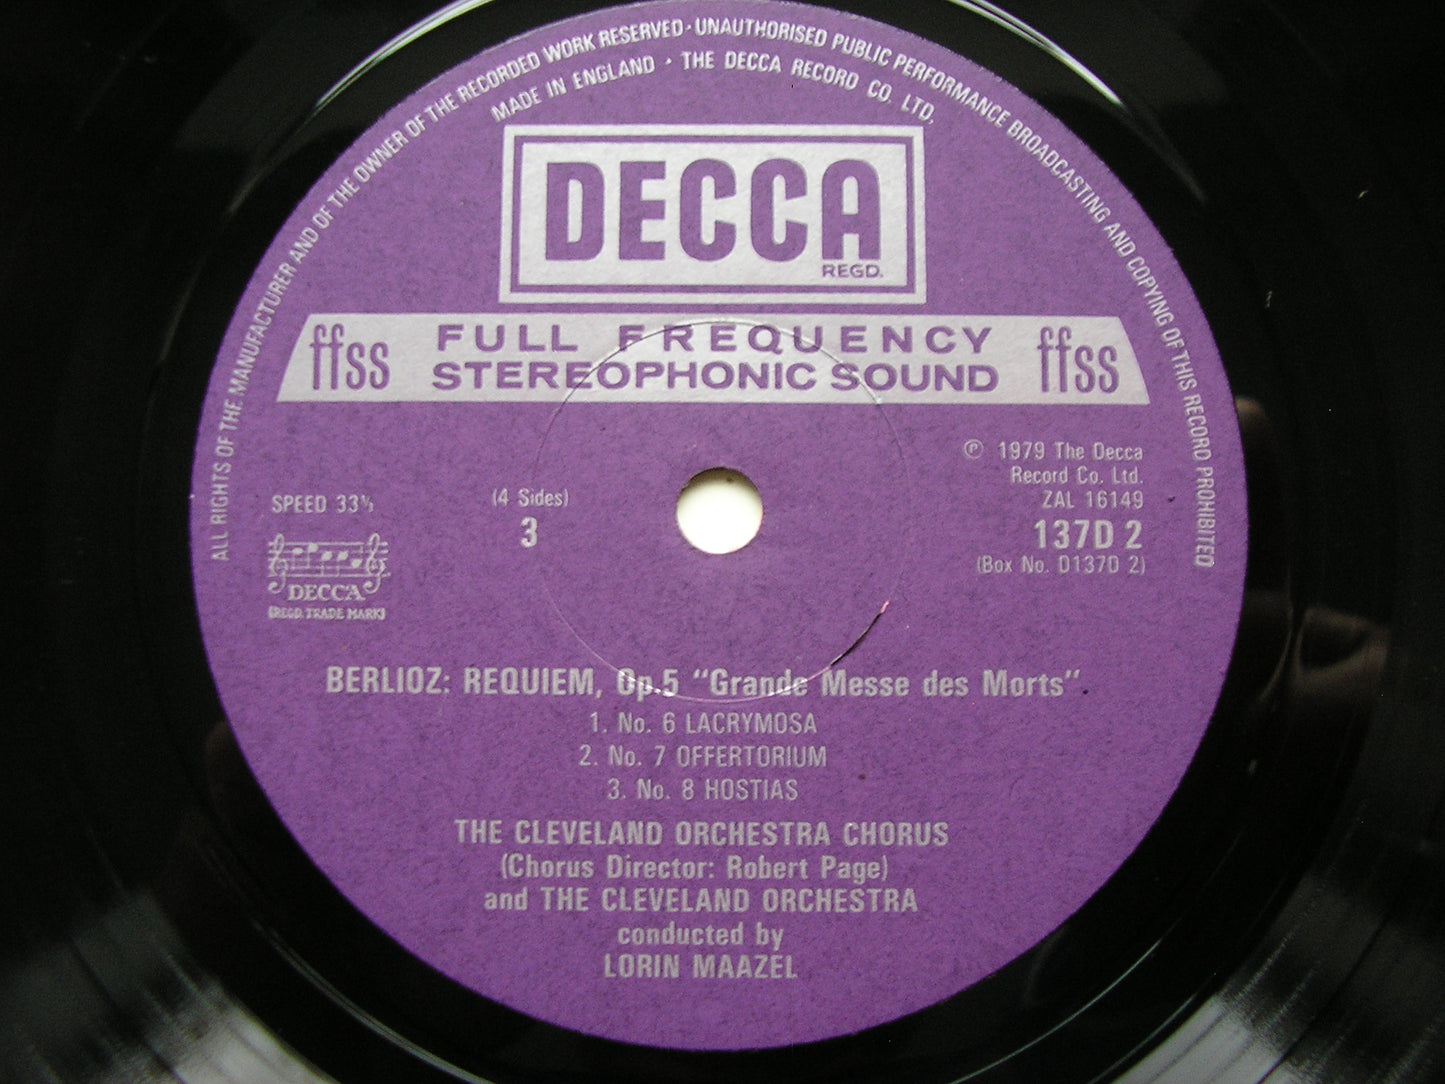 ALL RIGHTS OF THE MANUFACTURER AND OF THE OWNER OF THE RECORDED WORK RESERVED · UNAUTHORISED PUBLIC PERFORMANCE BROADCASTING AND COPYING OF THIS RECORD PROHIBITED
MADE IN ENGLAND · THE DECCA RECORD CO. LTD.
DECCA
REGD.
ffss FULL FREQUENCY STEREOPHONIC SOUND ffss
℗ 1979 The Decca
Record Co. Ltd.
ZAL 16149
137D 2
(Box No. D137D 2)
SPEED 33⅓
(4 Sides)
3
DECCA
(REGD. TRADE MARK)
BERLIOZ: REQUIEM, Op.5 "Grande Messe des Morts"
1. No. 6 LACRYMOSA
2. No. 7 OFFERTORIUM
3. No. 8 HOSTIAS
THE CLEVELAND ORCHESTRA CHORUS
(Chorus Director: Robert Page)
and THE CLEVELAND ORCHESTRA
conducted by
LORIN MAAZEL